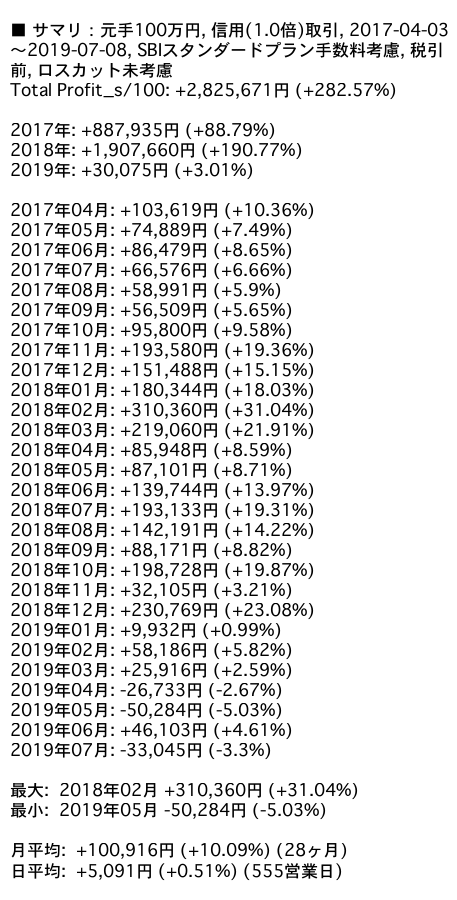 ■ サマリ：元手100万円, 信用(1.0倍)取引, 2017-04-03
～2019-07-08, SBIスタンダードプラン手数料考慮, 税引
前, ロスカット未考慮
Total Profit_s/100: +2,825,671円 (+282.57%)
2017年: +887,935円 (+88.79%)
2018年: +1,907,660円 (+190.77%)
2019年: +30,075円 (+3.01%)
2017年04月: +103,619円 (+10.36%)
2017年05月: +74,889円 (+7.49%)
2017年06月: +86,479円 (+8.65%)
2017年07月: +66,576円 (+6.66%)
2017年08月: +58,991円 (+5.9%)
2017年09月: +56,509円 (+5.65%)
2017年10月: +95,800円 (+9.58%)
2017年11月: +193,580円 (+19.36%)
2017年12月: +151,488円 (+15.15%)
2018年01月: +180,344円 (+18.03%)
2018年02月: +310,360円 (+31.04%)
2018年03月: +219,060円 (+21.91%)
2018年04月: +85,948円 (+8.59%)
2018年05月: +87,101円 (+8.71%)
2018年06月: +139,744円 (+13.97%)
2018年07月: +193,133円 (+19.31%)
2018年08月: +142,191円 (+14.22%)
2018年09月: +88,171円 (+8.82%)
2018年10月: +198,728円 (+19.87%)
2018年11月: +32,105円 (+3.21%)
2018年12月: +230,769円 (+23.08%)
2019年01月: +9,932円 (+0.99%)
2019年02月: +58,186円 (+5.82%)
2019年03月: +25,916円 (+2.59%)
2019年04月: -26,733円 (-2.67%)
2019年05月: -50,284円 (-5.03%)
2019年06月: +46,103円 (+4.61%)
2019年07月: -33,045円 (-3.3%)
最大: 2018年02月 +310,360円 (+31.04%)
最小: 2019年05月 -50,284円 (-5.03%)
月平均: +100,916円 (+10.09%) (28ヶ月)
日平均: +5,091円 (+0.51%) (555営業日)